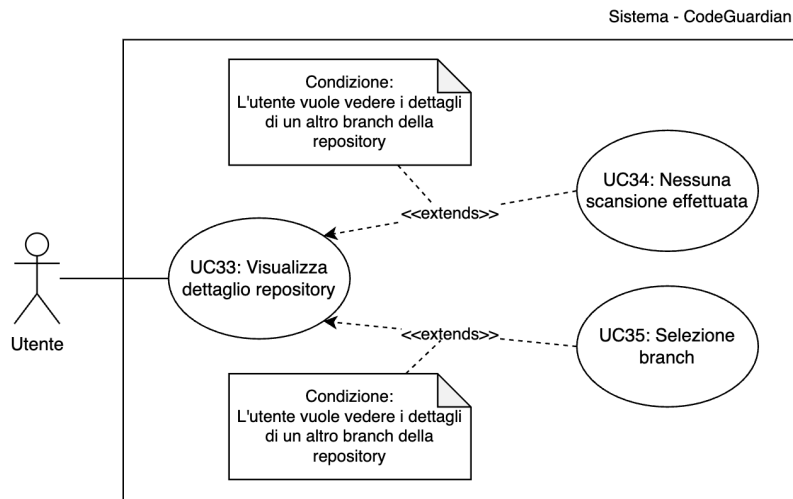 Sistema - CodeGuardian
Condizione:
L'utente vuole vedere i dettagli
di un altro branch della
repository
UC34: Nessuna
scansione effettuata
<<extends>>
UC33: Visualizza
dettaglio repository
Utente
<<extends>>
UC35: Selezione
branch
Condizione:
L'utente vuole vedere i dettagli
di un altro branch della
repository